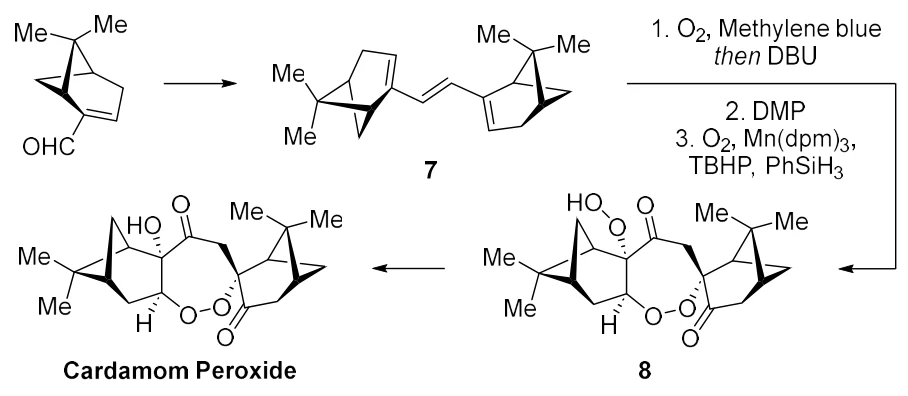 Me Me
OHC
Me
Me
7
Me
Me
1. O2, Methylene blue
then DBU
2. DMP
3. O2, Mn(dpm)3,
TBHP, PhSiH3
Me
Me
HO
O
H
O
O
O
Me
Me
Cardamom Peroxide
Me
Me
HO
O
O
H
O
O
O
Me
Me
8